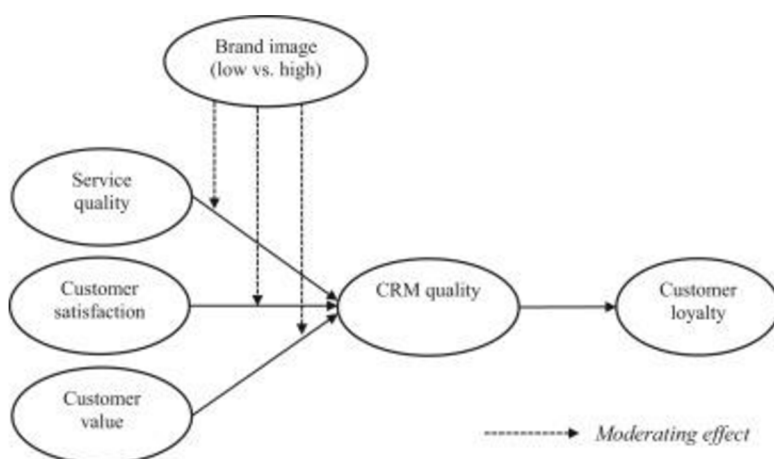 Brand image
(low vs. high)
Service
quality
Customer
satisfaction
CRM quality
Customer
loyalty
Customer
value
Moderating effect